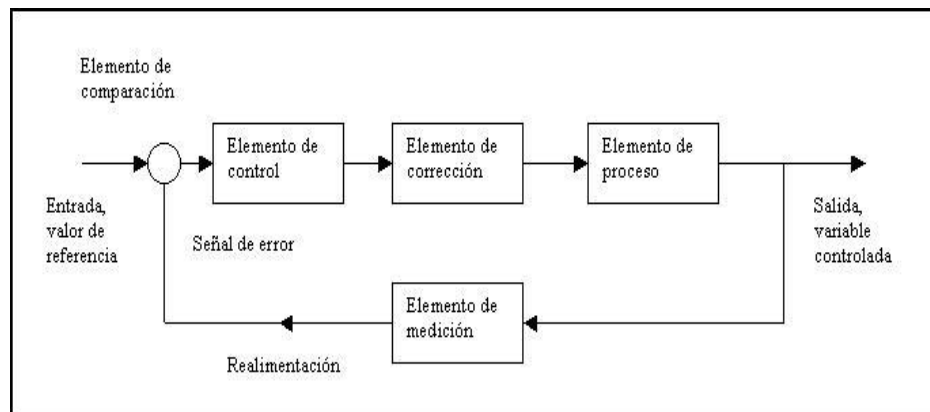 Elemento de
comparación
Elemento de
control
Elemento de
corrección
Elemento de
proceso
Entrada,
valor de
referencia
Señal de error
Salida,
variable
controlada
Elemento de
medición
Realimentación